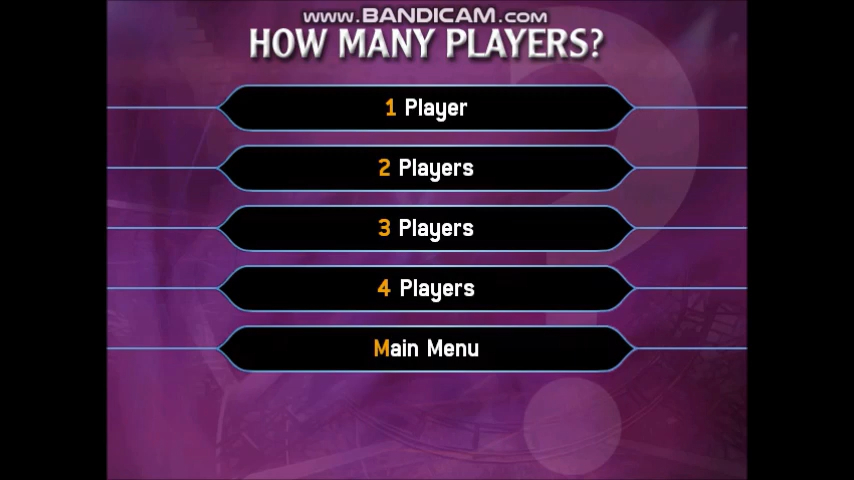 www.BANDICAM.com
HOW MANY PLAYERS?
1 Player
2 Players
3 Players
4 Players
Main Menu